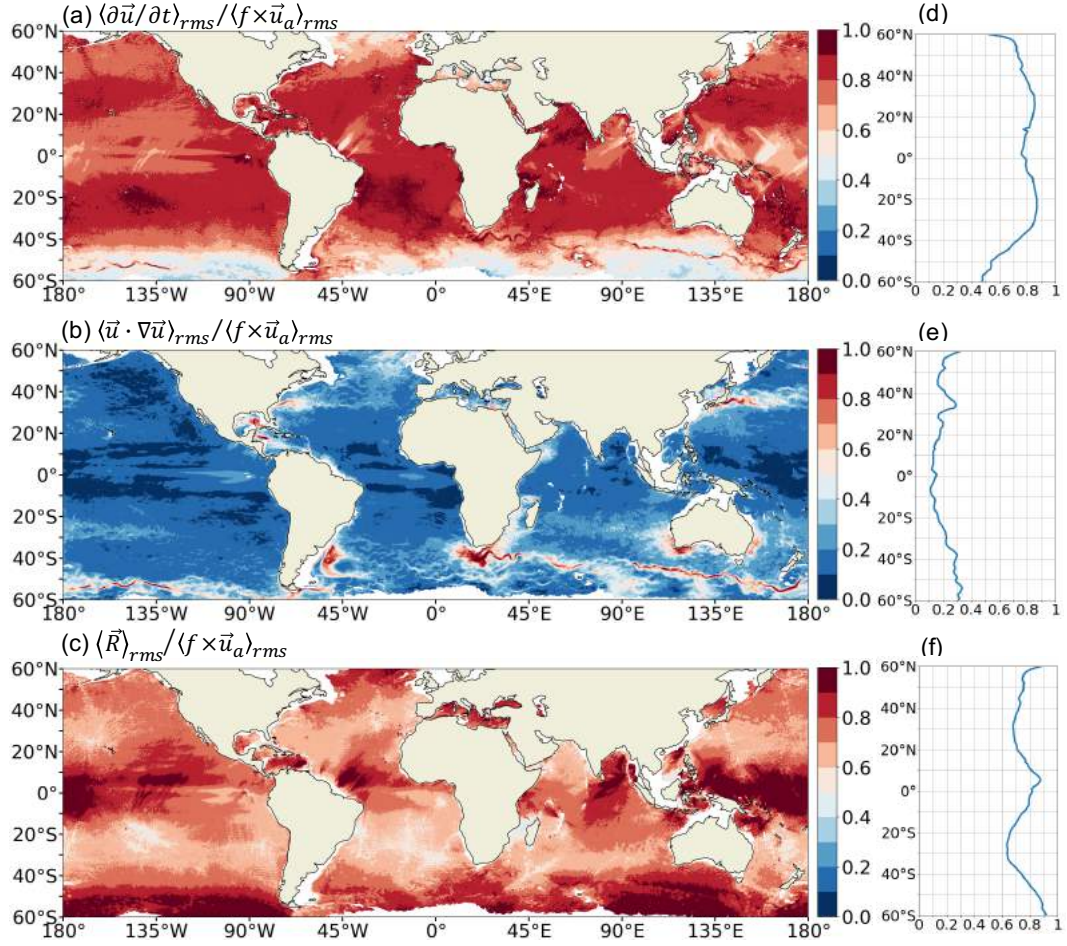 (a) ⟨∂u⃗/∂t⟩rms/⟨f×u⃗a⟩rms
(d)
60°N
40°N
20°N
0°
20°S
40°S
60°S
180°
135°W
90°W
45°W
0°
45°E
90°E
135°E
180°
1.0
0.8
0.6
0.4
0.2
0.0
60°N
40°N
20°N
0°
20°S
40°S
60°S
0 0.2 0.4 0.6 0.8 1
(b) ⟨u⃗ · ∇u⃗⟩rms/⟨f×u⃗a⟩rms
(e)
60°N
40°N
20°N
0°
20°S
40°S
60°S
180°
135°W
90°W
45°W
0°
45°E
90°E
135°E
180°
1.0
0.8
0.6
0.4
0.2
0.0
60°N
40°N
20°N
0°
20°S
40°S
60°S
0 0.2 0.4 0.6 0.8 1
(c) ⟨R⃗⟩rms/⟨f×u⃗a⟩rms
(f)
60°N
40°N
20°N
0°
20°S
40°S
60°S
180°
135°W
90°W
45°W
0°
45°E
90°E
135°E
180°
1.0
0.8
0.6
0.4
0.2
0.0
60°N
40°N
20°N
0°
20°S
40°S
60°S
0 0.2 0.4 0.6 0.8 1